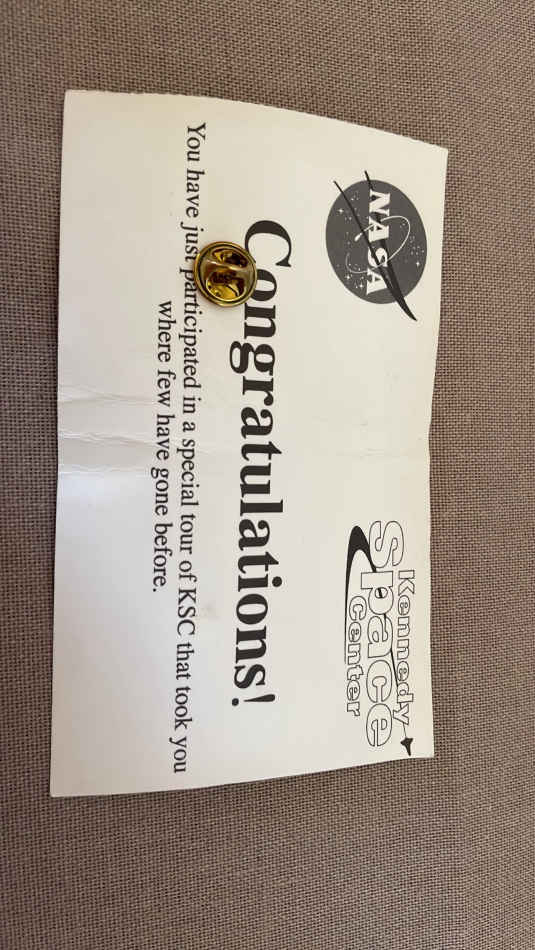 NASA
Kennedy
Space
Center
Congratulations!
You have just participated in a special tour of KSC that took you
where few have gone before.